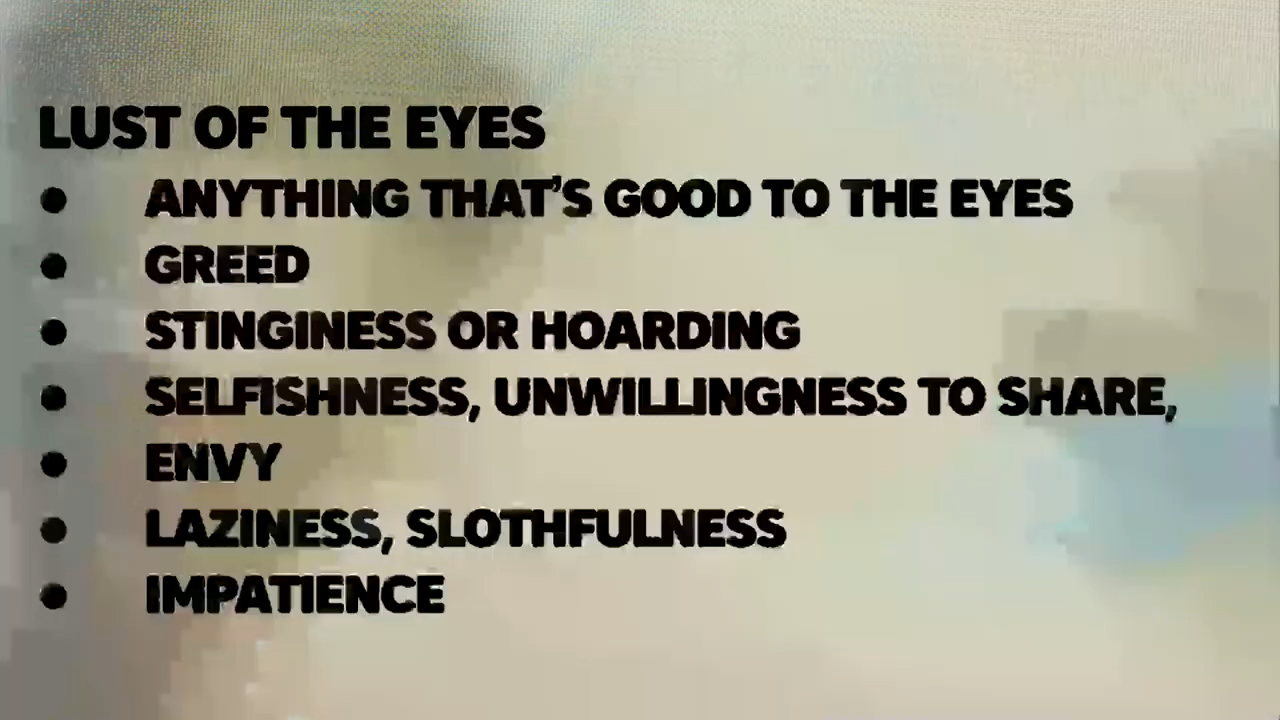 LUST OF THE EYES
● ANYTHING THAT'S GOOD TO THE EYES
● GREED
● STINGINESS OR HOARDING
● SELFISHNESS, UNWILLINGNESS TO SHARE,
● ENVY
● LAZINESS, SLOTHFULNESS
● IMPATIENCE